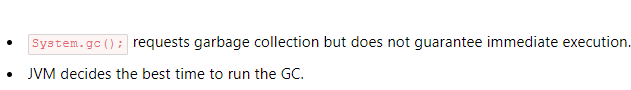 • System.gc(); requests garbage collection but does not guarantee immediate execution.
• JVM decides the best time to run the GC.